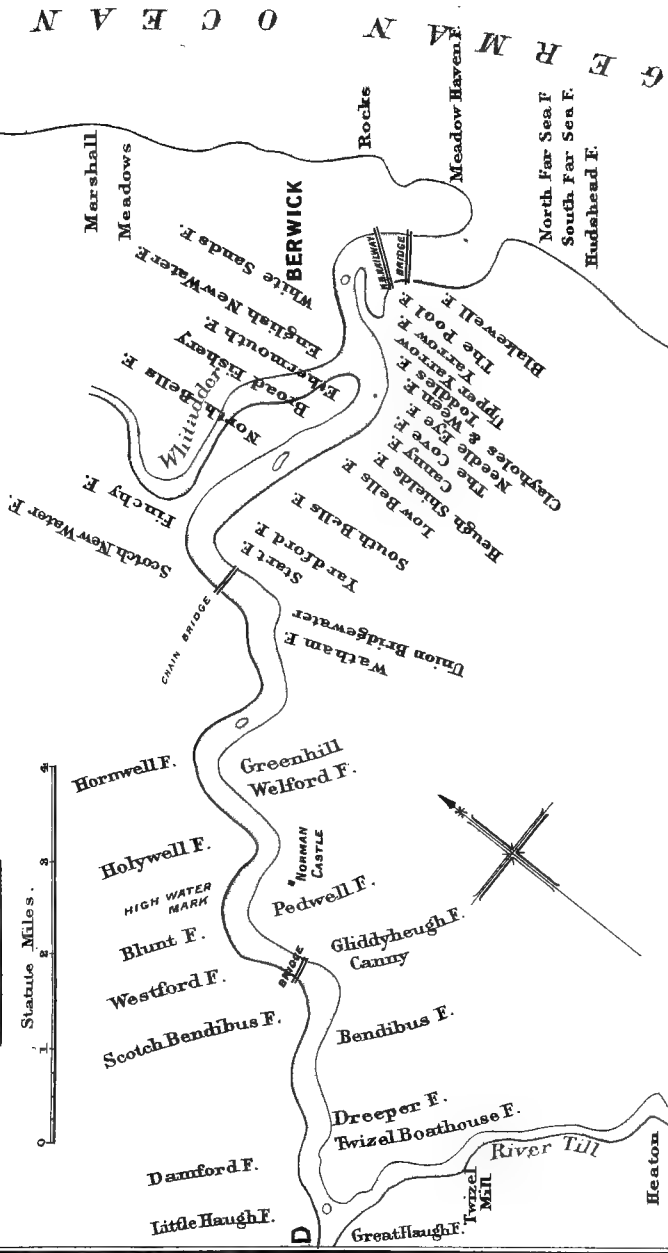 GERMAN OCEAN
Marshall
Meadows
Rocks
Meadow Haven F.
North Far Sea F
South Far Sea F.
Hudshead F.
BERWICK
N.B. RAILWAY
BRIDGE
White Sands F.
English New Water F.
Ethermouth F.
Broad Fishery
North Bells F.
Whitadder
Finchy F.
Scotch New Water F.
Blakewell F.
The Pool F.
Yarrow F.
Upper Yarrow
Toddles F.
Clayholes & Ween F.
Needle Eye F.
The Cove F.
Canny F.
Heugh Shields F.
Low Bells F.
South Bells F.
Yardford F.
Start F.
CHAIN BRIDGE
Union Bridgewater
Watham F.
Hornwell F.
Greenhill
Welford F.
Holywell F.
NORMAN
CASTLE
HIGH WATER
MARK
Pedwell F.
Blunt F.
Gliddyheugh F.
Canny
BRIDGE
Westford F.
Scotch Bendibus F.
Bendibus F.
Dreeper F.
Twizel Boathouse F.
River Till
Damford F.
Little Haugh F.
D
Great Haugh F.
Twizel
Mill
Heaton
Statute Miles.
0 1 2 3 4